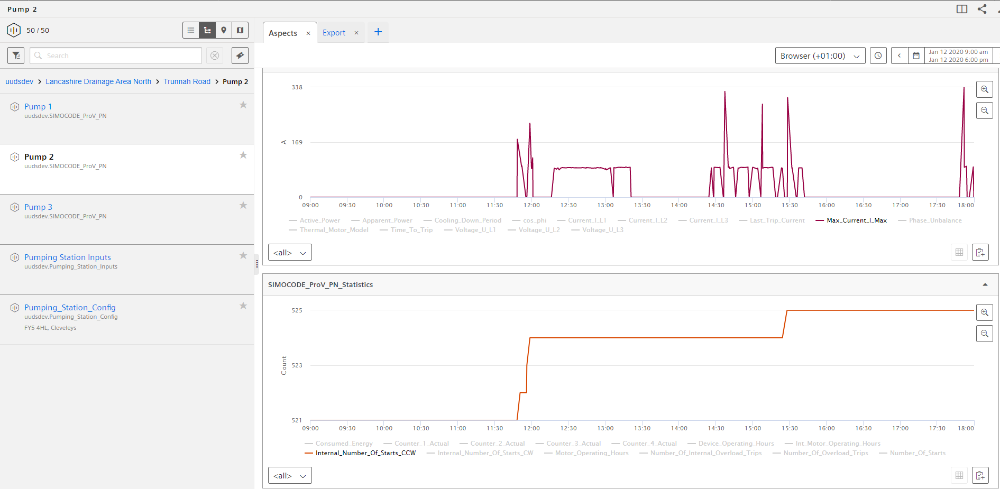 Pump 2
50 / 50
Search
uudsdev > Lancashire Drainage Area North > Trunnah Road > Pump 2
Pump 1
uudsdev.SIMOCODE_ProV_PN
Pump 2
uudsdev.SIMOCODE_ProV_PN
Pump 3
uudsdev.SIMOCODE_ProV_PN
Pumping Station Inputs
uudsdev.Pumping_Station_Inputs
Pumping_Station_Config
uudsdev.Pumping_Station_Config
FY5 4HL, Cleveleys
Aspects × Export × +
Browser (+01:00)
Jan 12 2020 9:00 am
Jan 12 2020 6:00 pm
338
A 169
0
09:00 09:30 10:00 10:30 11:00 11:30 12:00 12:30 13:00 13:30 14:00 14:30 15:00 15:30 16:00 16:30 17:00 17:30 18:00
Active_Power Apparent_Power Cooling_Down_Period cos_phi Current_I_L1 Current_I_L2 Current_I_L3 Last_Trip_Current Max_Current_I_Max Phase_Unbalance
Thermal_Motor_Model Time_To_Trip Voltage_U_L1 Voltage_U_L2 Voltage_U_L3
<all>
SIMOCODE_ProV_PN_Statistics
525
Count 523
521
09:00 09:30 10:00 10:30 11:00 11:30 12:00 12:30 13:00 13:30 14:00 14:30 15:00 15:30 16:00 16:30 17:00 17:30 18:00
Consumed_Energy Counter_1_Actual Counter_2_Actual Counter_3_Actual Counter_4_Actual Device_Operating_Hours Int_Motor_Operating_Hours
Internal_Number_Of_Starts_CCW Internal_Number_Of_Starts_CW Motor_Operating_Hours Number_Of_Internal_Overload_Trips Number_Of_Overload_Trips Number_Of_Starts
<all>